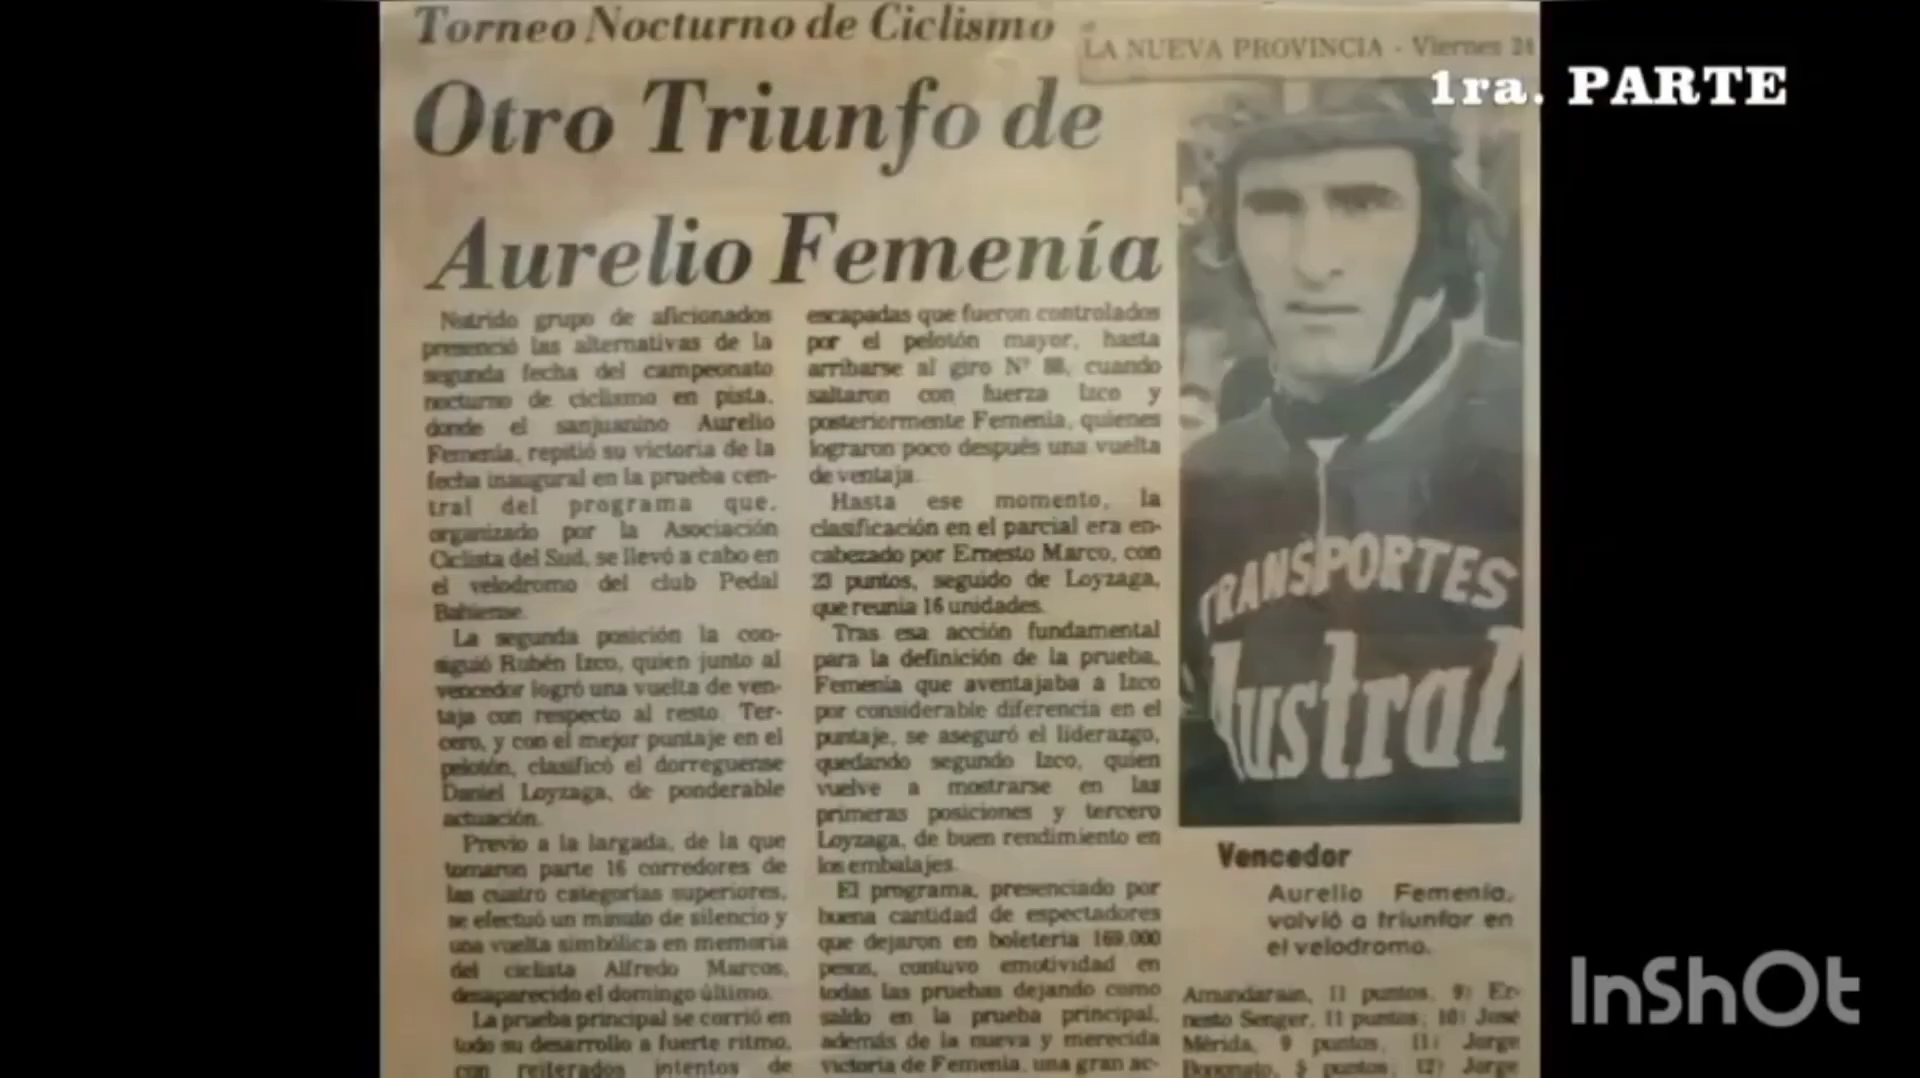 Torneo Nocturno de Ciclismo
LA NUEVA PROVINCIA - Viernes 24
1ra. PARTE
Otro Triunfo de
Aurelio Femenía
Nutrido grupo de aficionados
presenció las alternativas de la
segunda fecha del campeonato
nocturno de ciclismo en pista,
donde el sanjuanino Aurelio
Femenía, repitió su victoria de la
fecha inaugural en la prueba cen-
tral del programa que,
organizado por la Asociación
Ciclista del Sud, se llevó a cabo en
el velodromo del club Pedal
Bahiense.
La segunda posición la con-
siguió Rubén Izco, quien junto al
vencedor logró una vuelta de ven-
taja con respecto al resto. Ter-
cero, y con el mejor puntaje en el
pelotón, clasificó el dorreguense
Daniel Loyzaga, de ponderable
actuación.
Previo a la largada, de la que
tomaron parte 16 corredores de
las cuatro categorías superiores,
se efectuó un minuto de silencio y
una vuelta simbólica en memoria
del ciclista Alfredo Marcos,
desaparecido el domingo último.
La prueba principal se corrió en
todo su desarrollo a fuerte ritmo,
con reiterados intentos de
escapadas que fueron controlados
por el pelotón mayor, hasta
arribarse al giro Nº 88, cuando
saltaron con fuerza Izco y
posteriormente Femenía, quienes
lograron poco después una vuelta
de ventaja.
Hasta ese momento, la
clasificación en el parcial era en-
cabezado por Ernesto Marco, con
23 puntos, seguido de Loyzaga,
que reunía 16 unidades.
Tras esa acción fundamental
para la definición de la prueba,
Femenía que aventajaba a Izco
por considerable diferencia en el
puntaje, se aseguró el liderazgo,
quedando segundo Izco, quien
vuelve a mostrarse en las
primeras posiciones y tercero
Loyzaga, de buen rendimiento en
los embalajes.
El programa, presenciado por
buena cantidad de espectadores
que dejaron en boletería 169.000
pesos, contuvo emotividad en
todas las pruebas dejando como
saldo en la prueba principal,
además de la nueva y merecida
victoria de Femenía, una gran ac-
TRANSPORTES
Austral
Vencedor
Aurelio Femenía,
volvió a triunfar en
el velodromo.
Amundarain, 11 puntos, 9) Er-
nesto Senger, 11 puntos; 10) José
Mérida, 9 puntos, 11) Jorge
5 puntos, 12) Jorge
InShOt